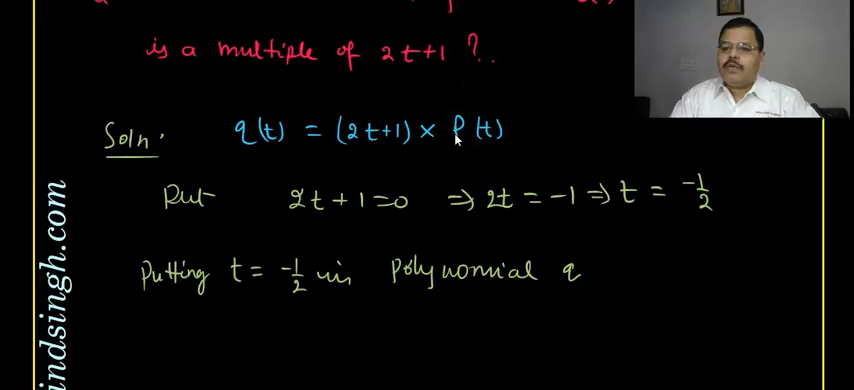 is a multiple of 2t+1 ?
Soln.
q(t) = (2t+1) × p(t)
Put 2t+1=0 ⇒ 2t = -1 ⇒ t = -1/2
Putting t = -1/2 in polynomial q
indsingh.com